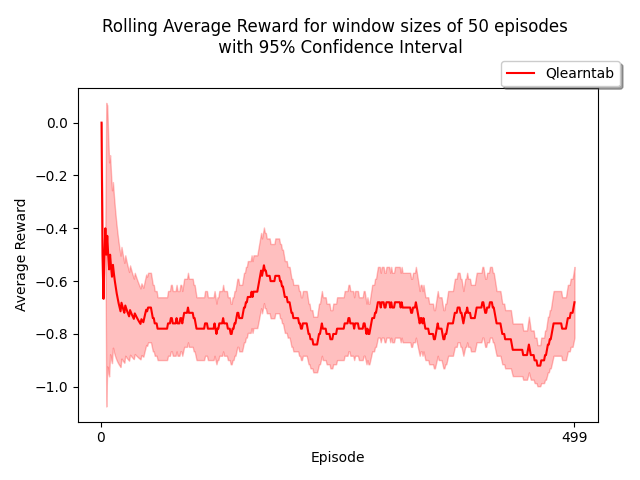 Rolling Average Reward for window sizes of 50 episodes
with 95% Confidence Interval
Qlearntab
0.0
−0.2
−0.4
−0.6
−0.8
−1.0
Average Reward
0
499
Episode